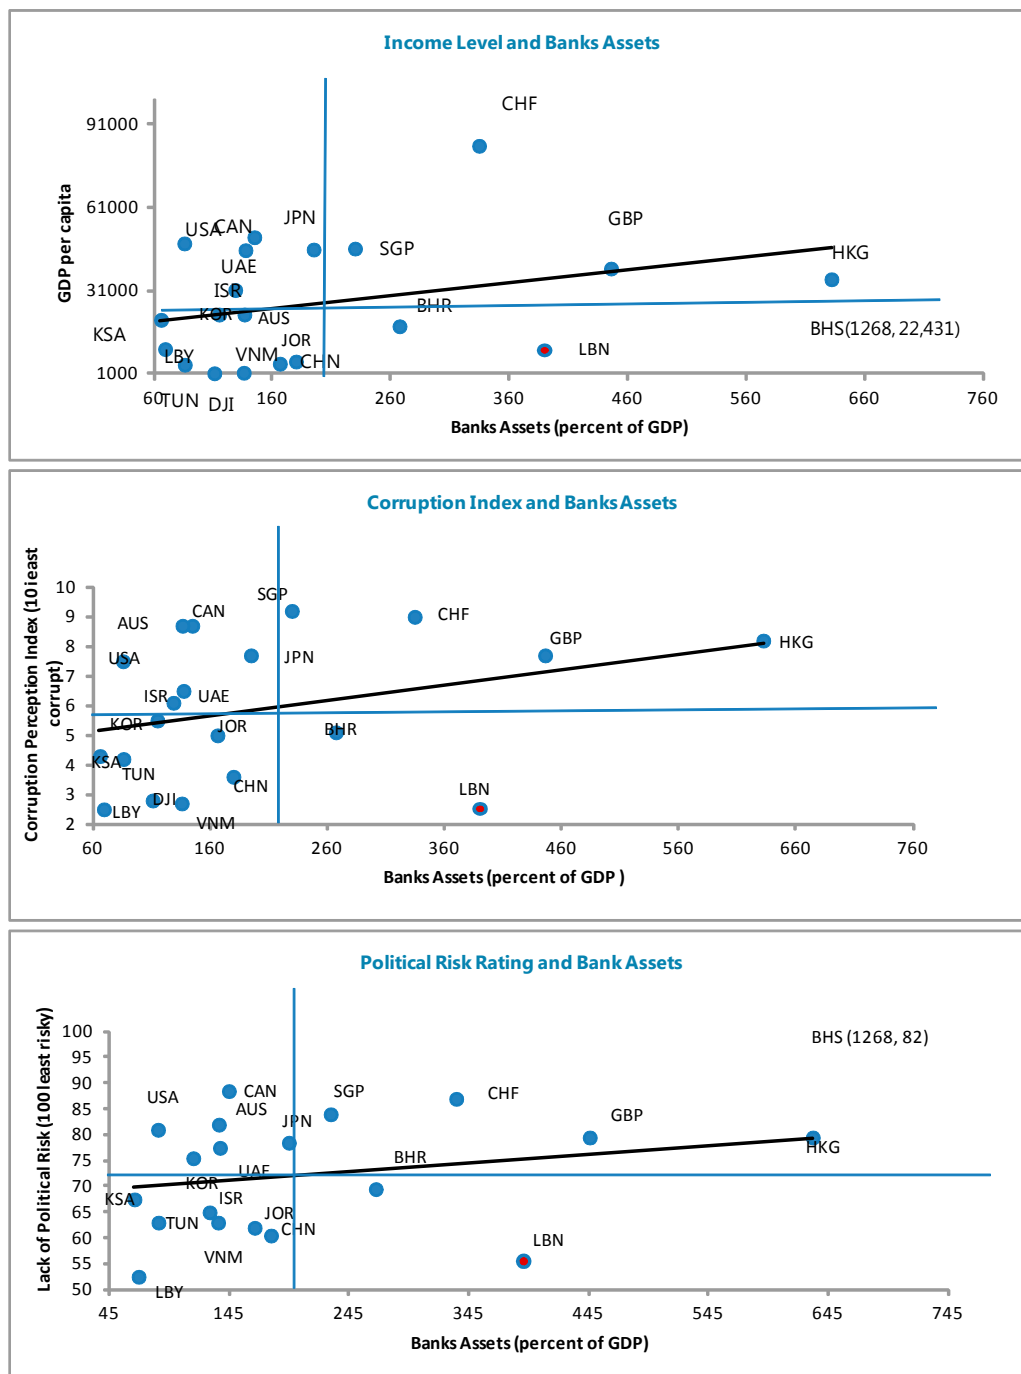 Income Level and Banks Assets
GDP per capita
91000
61000
31000
1000
CHF
USA
CAN
JPN
SGP
GBP
UAE
HKG
ISR
BHR
KOR
AUS
BHS(1268, 22,431)
KSA
LBY
VNM
JOR
CHN
LBN
TUN
DJI
60 160 260 360 460 560 660 760
Banks Assets (percent of GDP)
Corruption Index and Banks Assets
Corruption Perception Index (10 least
corrupt)
10
9
8
7
6
5
4
3
2
SGP
CHF
AUS
CAN
GBP
HKG
USA
JPN
ISR
UAE
KOR
JOR
BHR
KSA
TUN
CHN
LBN
LBY
DJI
VNM
60 160 260 360 460 560 660 760
Banks Assets (percent of GDP )
Political Risk Rating and Bank Assets
Lack of Political Risk (100 least risky)
100
95
90
85
80
75
70
65
60
55
50
BHS (1268, 82)
USA
CAN
SGP
CHF
AUS
JPN
GBP
HKG
BHR
UAE
KOR
KSA
ISR
TUN
JOR
CHN
VNM
LBN
LBY
45 145 245 345 445 545 645 745
Banks Assets (percent of GDP)